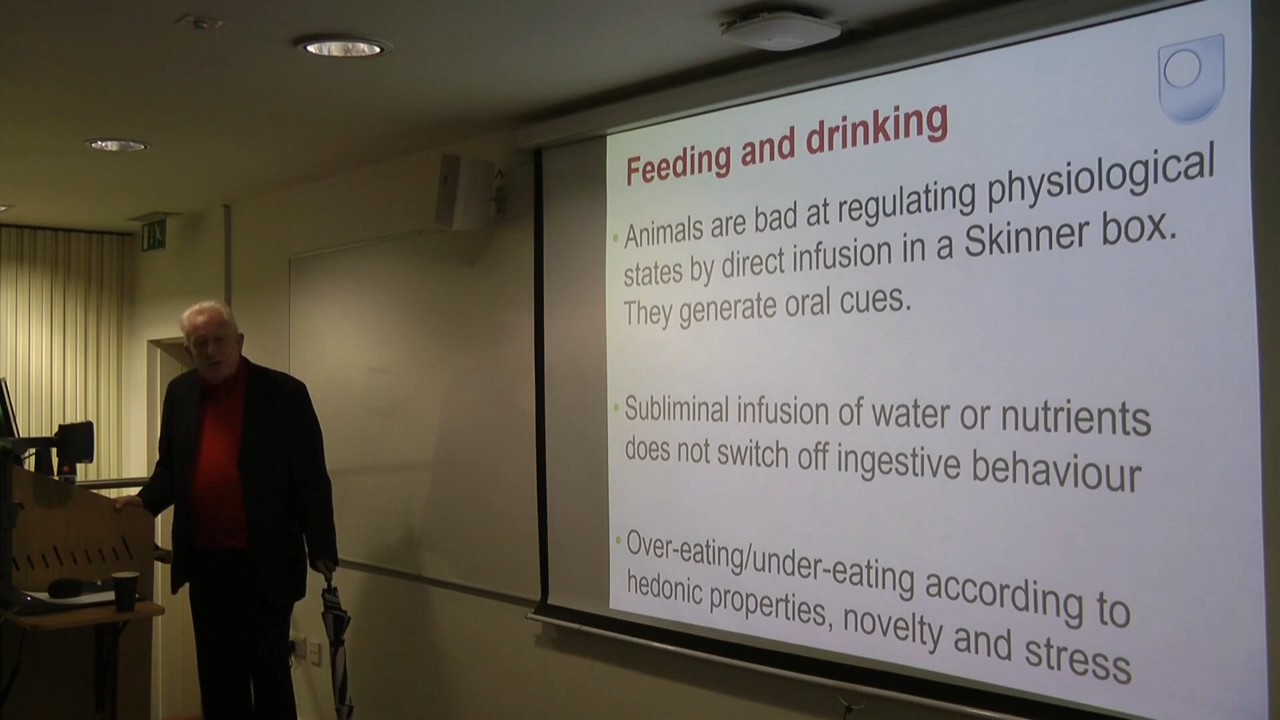 Feeding and drinking
Animals are bad at regulating physiological
states by direct infusion in a Skinner box.
They generate oral cues.
Subliminal infusion of water or nutrients
does not switch off ingestive behaviour
Over-eating/under-eating according to
hedonic properties, novelty and stress